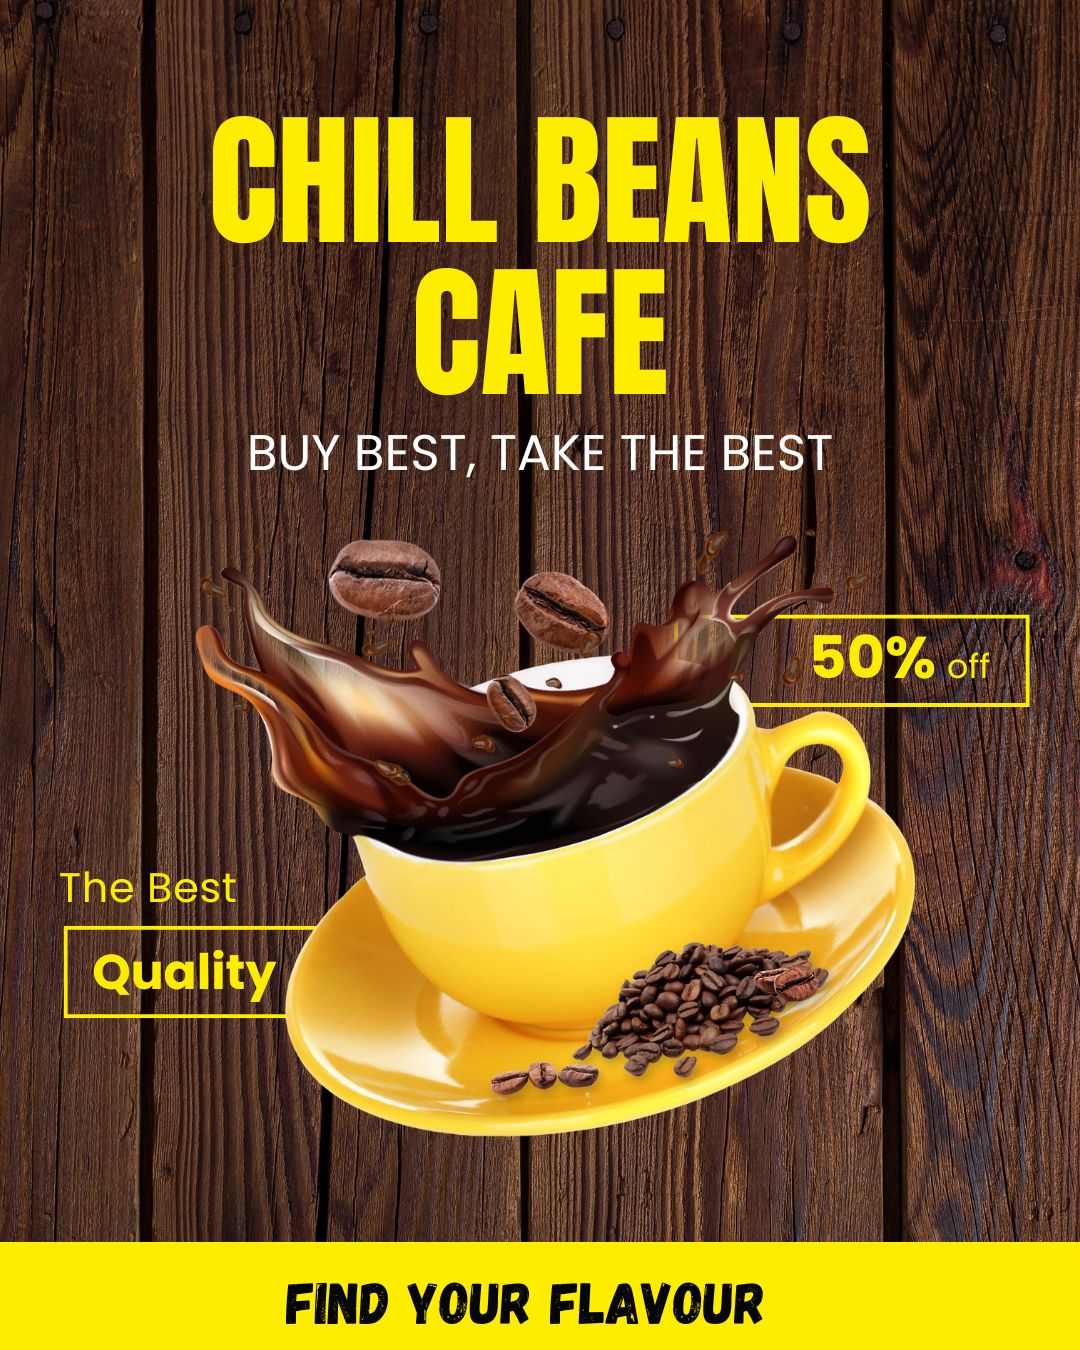 CHILL BEANS
CAFE
BUY BEST, TAKE THE BEST
50% off
The Best
Quality
FIND YOUR FLAVOUR